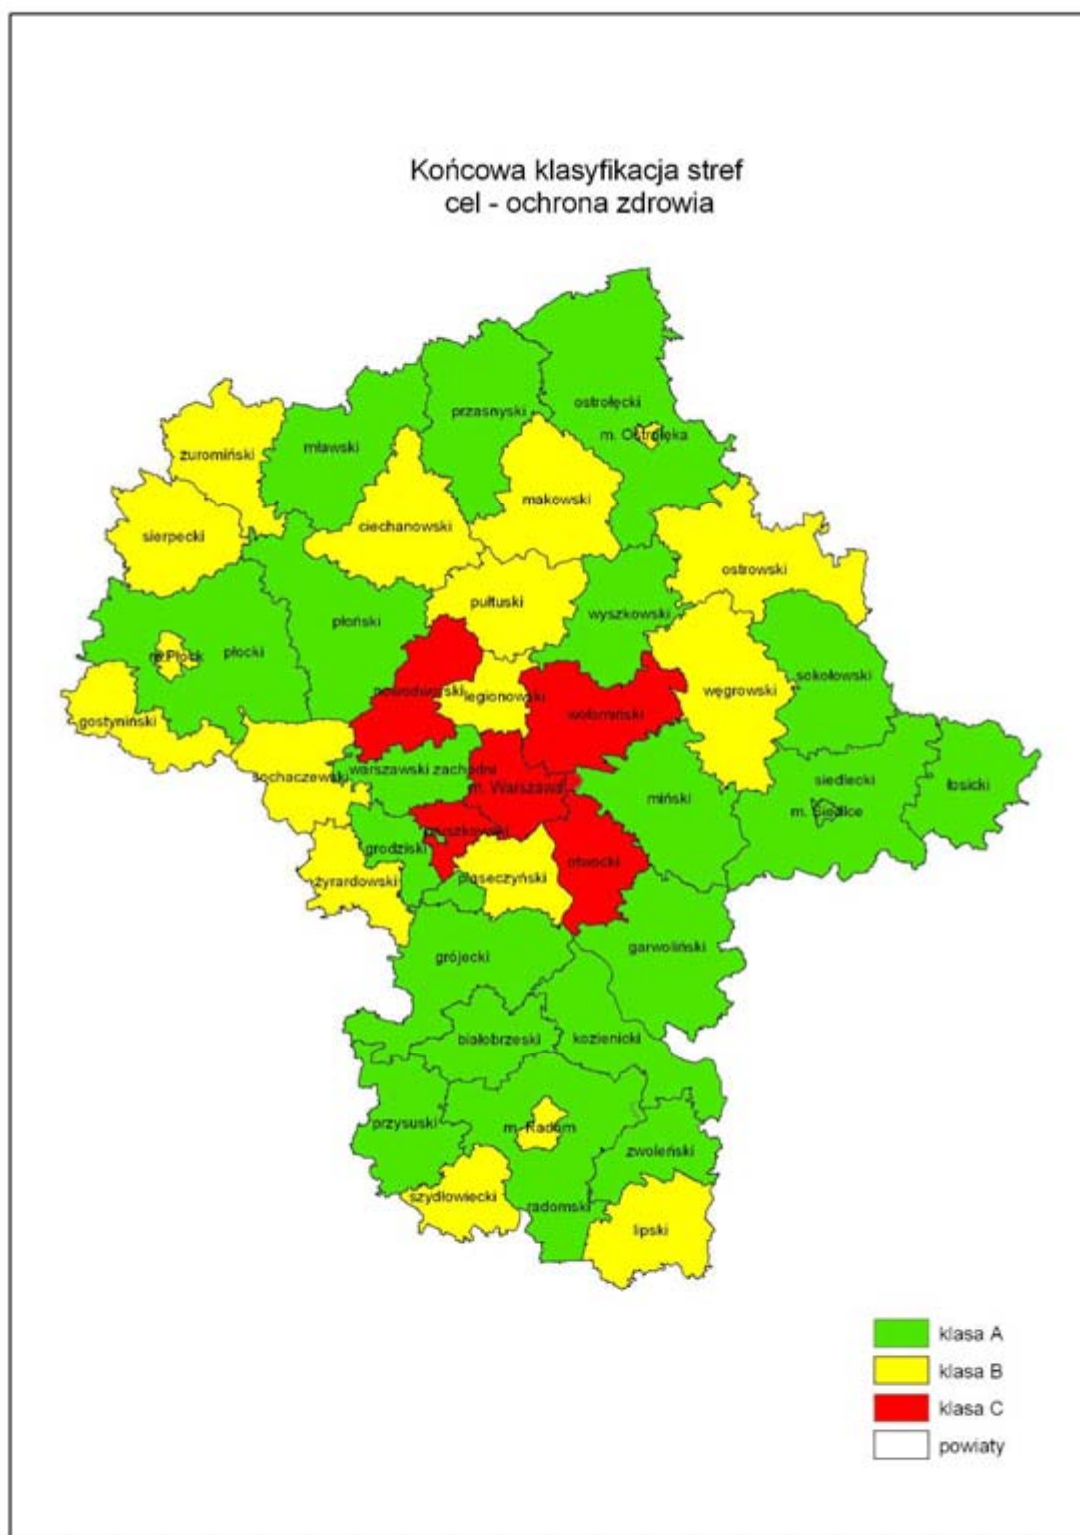 Końcowa klasyfikacja stref
cel - ochrona zdrowia
ostrołęcki
przasnyski
m. Ostrołęka
mławski
żuromiński
makowski
ciechanowski
sierpecki
ostrowski
pułtuski
wyszkowski
płoński
płocki
m. Płock
sokołowski
węgrowski
nowodworski
legionowski
wołomiński
gostyniński
warszawski zachodni
sochaczewski
siedlecki
łosicki
m. Warszawa
miński
m. Siedlce
pruszkowski
grodziski
otwocki
piaseczyński
żyrardowski
garwoliński
grójecki
białobrzeski
kozienicki
przysuski
m. Radom
zwoleński
szydłowiecki
radomski
lipski
klasa A
klasa B
klasa C
powiaty